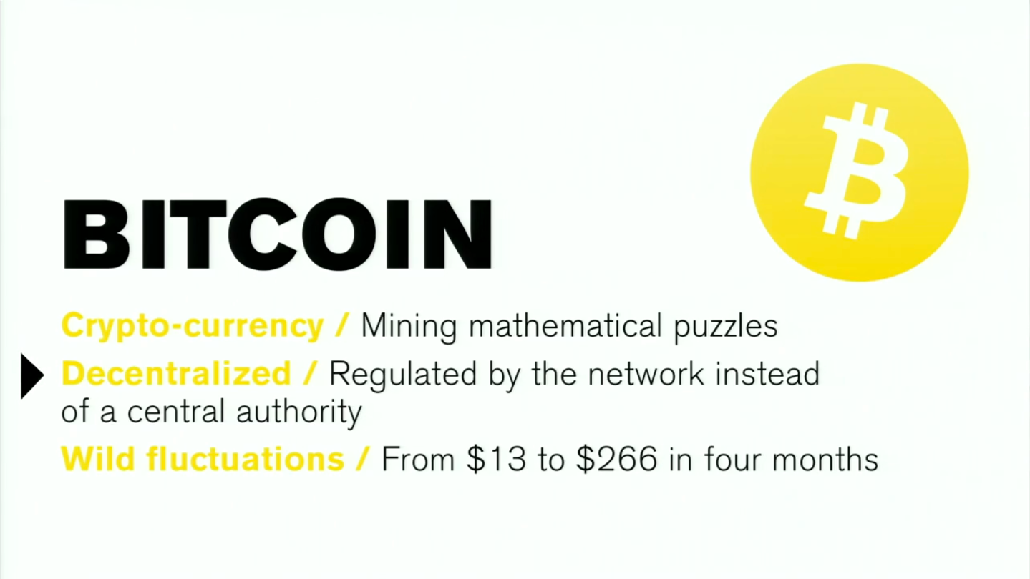 BITCOIN
Crypto-currency / Mining mathematical puzzles
Decentralized / Regulated by the network instead
of a central authority
Wild fluctuations / From $13 to $266 in four months